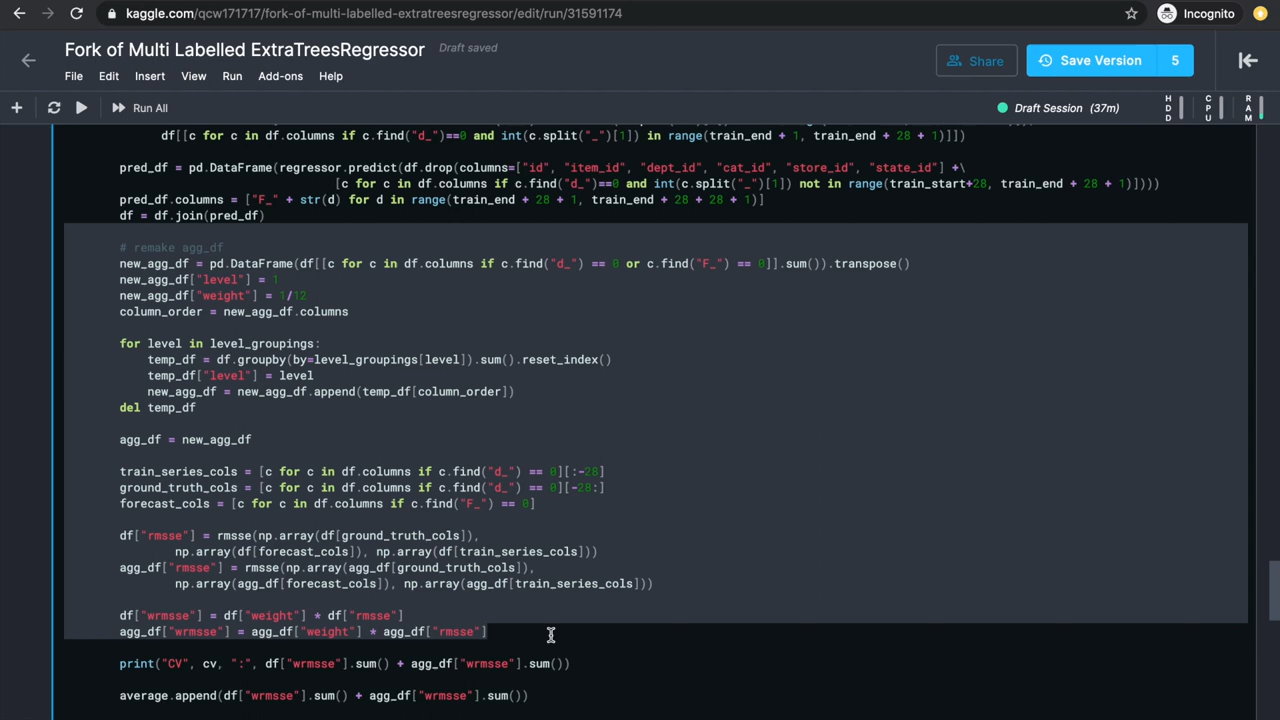 kaggle.com/qcw171717/fork-of-multi-labelled-extratreesregressor/edit/run/31591174
Incognito
Fork of Multi Labelled ExtraTreesRegressor
Draft saved
Share
Save Version
5
File
Edit
Insert
View
Run
Add-ons
Help
Run All
Draft Session (37m)
HDD
CPU
RAM
df[[c for c in df.columns if c.find("d_")==0 and int(c.split("_")[1]) in range(train_end + 1, train_end + 28 + 1)]])
pred_df = pd.DataFrame(regressor.predict(df.drop(columns=["id", "item_id", "dept_id", "cat_id", "store_id", "state_id"] +\
[c for c in df.columns if c.find("d_")==0 and int(c.split("_")[1]) not in range(train_start+28, train_end + 28 + 1)])))
pred_df.columns = ["F_" + str(d) for d in range(train_end + 28 + 1, train_end + 28 + 28 + 1)]
df = df.join(pred_df)
# remake agg_df
new_agg_df = pd.DataFrame(df[[c for c in df.columns if c.find("d_") == 0 or c.find("F_") == 0]].sum()).transpose()
new_agg_df["level"] = 1
new_agg_df["weight"] = 1/12
column_order = new_agg_df.columns
for level in level_groupings:
temp_df = df.groupby(by=level_groupings[level]).sum().reset_index()
temp_df["level"] = level
new_agg_df = new_agg_df.append(temp_df[column_order])
del temp_df
agg_df = new_agg_df
train_series_cols = [c for c in df.columns if c.find("d_") == 0][:-28]
ground_truth_cols = [c for c in df.columns if c.find("d_") == 0][-28:]
forecast_cols = [c for c in df.columns if c.find("F_") == 0]
df["rmsse"] = rmsse(np.array(df[ground_truth_cols]),
np.array(df[forecast_cols]), np.array(df[train_series_cols]))
agg_df["rmsse"] = rmsse(np.array(agg_df[ground_truth_cols]),
np.array(agg_df[forecast_cols]), np.array(agg_df[train_series_cols]))
df["wrmsse"] = df["weight"] * df["rmsse"]
agg_df["wrmsse"] = agg_df["weight"] * agg_df["rmsse"]
print("CV", cv, ":", df["wrmsse"].sum() + agg_df["wrmsse"].sum())
average.append(df["wrmsse"].sum() + agg_df["wrmsse"].sum())